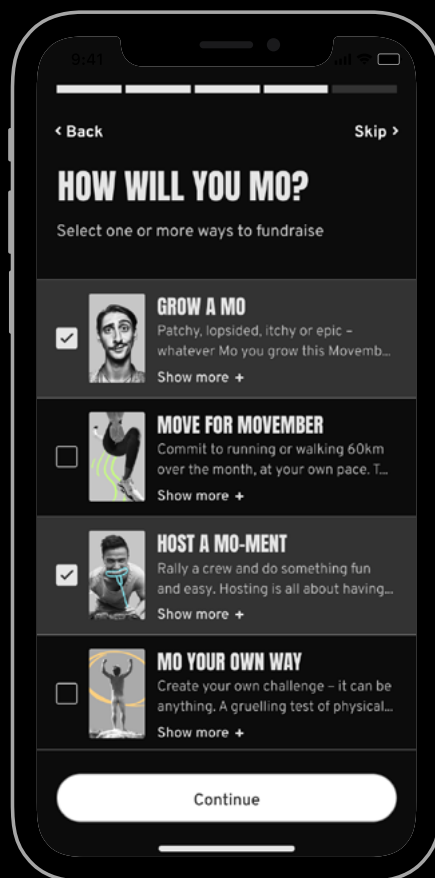 9:41
‹ Back
Skip ›
HOW WILL YOU MO?
Select one or more ways to fundraise
GROW A MO
Patchy, lopsided, itchy or epic –
whatever Mo you grow this Movemb...
Show more +
MOVE FOR MOVEMBER
Commit to running or walking 60km
over the month, at your own pace. T...
Show more +
HOST A MO-MENT
Rally a crew and do something fun
and easy. Hosting is all about having...
Show more +
MO YOUR OWN WAY
Create your own challenge – it can be
anything. A gruelling test of physical...
Show more +
Continue